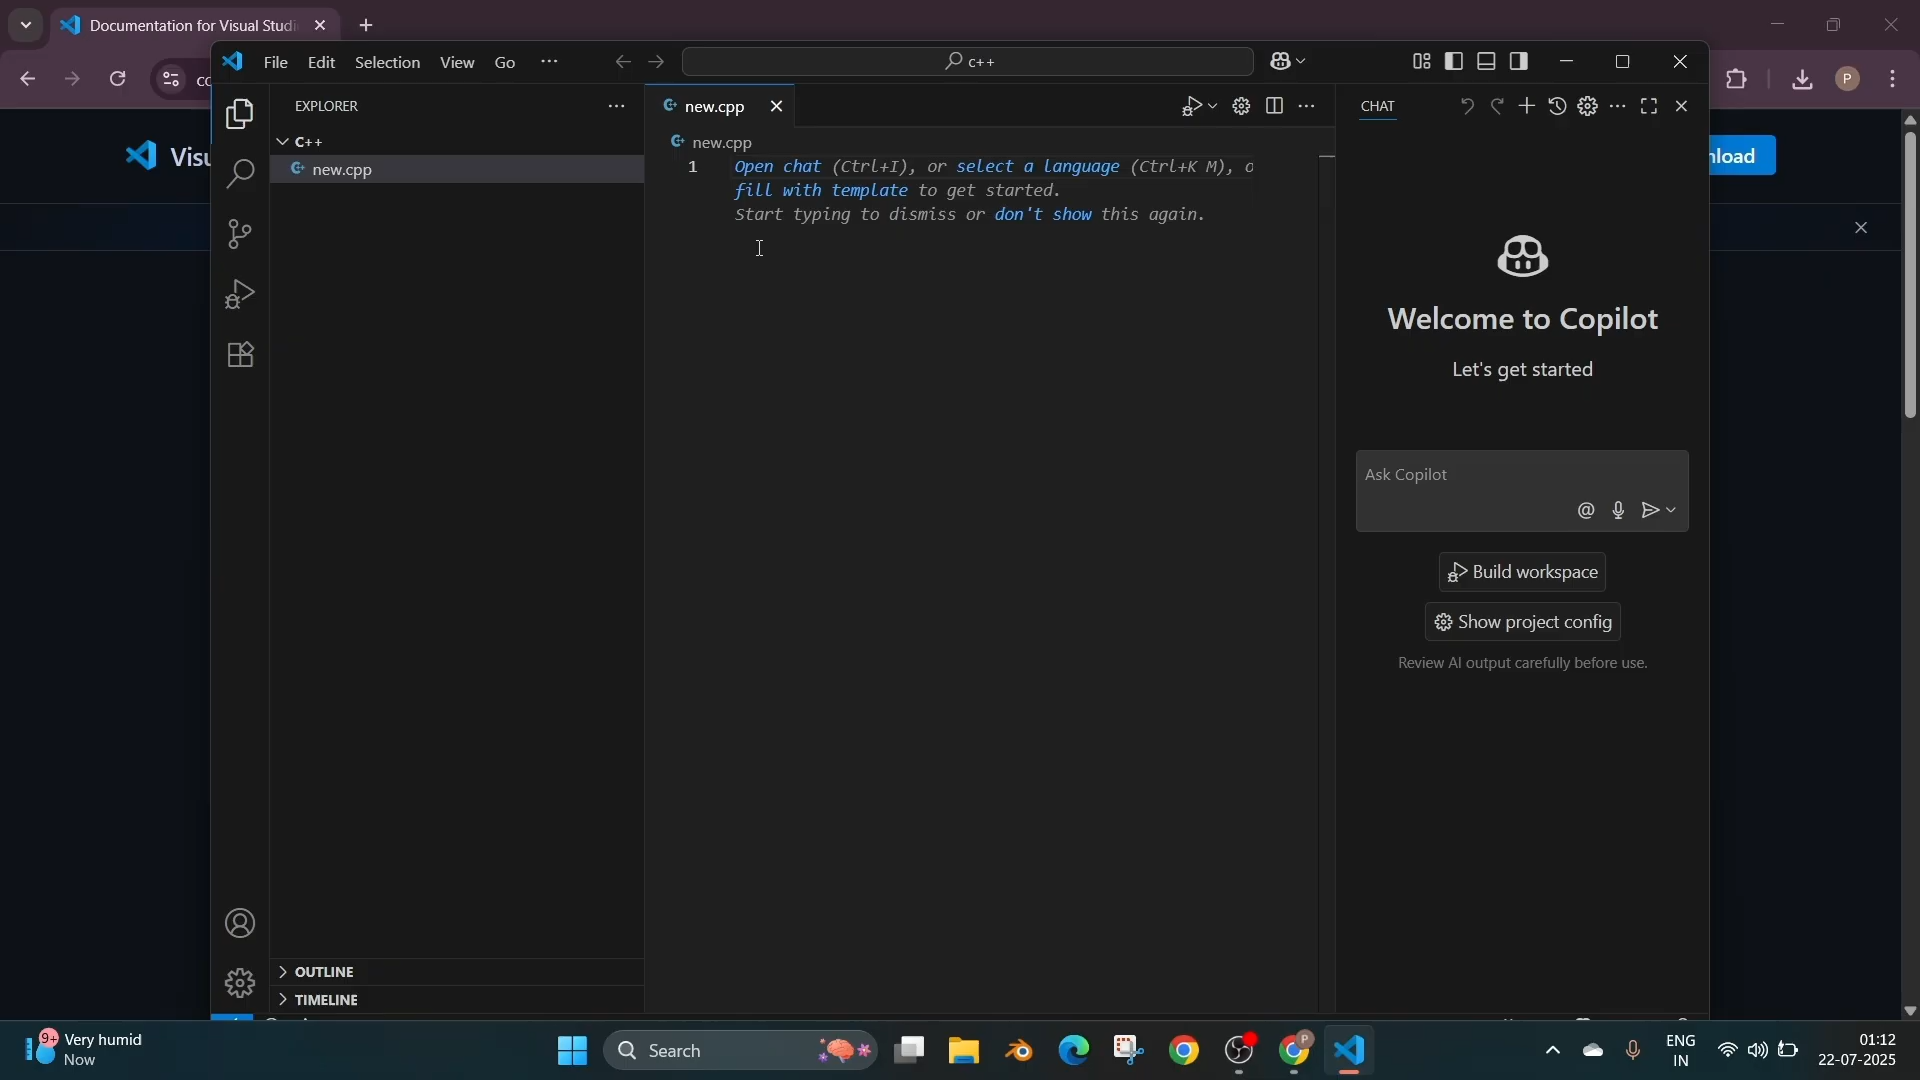 Documentation for Visual Studi
File Edit Selection View Go
C++
EXPLORER
C++
new.cpp
OUTLINE
TIMELINE
new.cpp
new.cpp
1 Open chat (Ctrl+I), or select a language (Ctrl+K M), o
fill with template to get started.
Start typing to dismiss or don't show this again.
CHAT
Welcome to Copilot
Let's get started
Ask Copilot
Build workspace
Show project config
Review AI output carefully before use.
P
Visu
nload
9+ Very humid
Now
Search
P
ENG
IN
01:12
22-07-2025